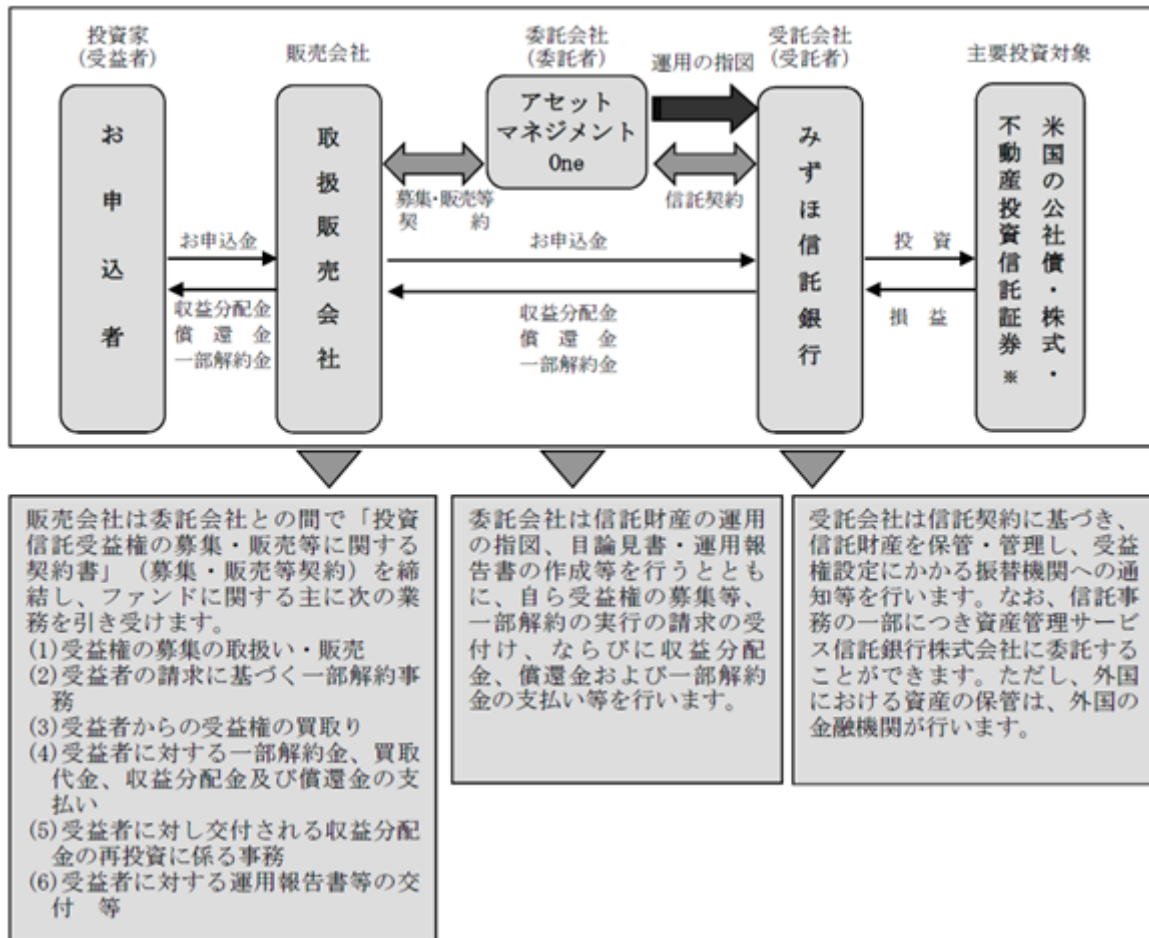 投資家
(受益者)
販売会社
委託会社
(委託者)
受託会社
(受託者)
主要投資対象
運用の指図
お申込者
取扱販売会社
アセット
マネジメント
One
みずほ信託銀行
米国の公社債・株式・
不動産投資信託証券※
募集・販売等
契　　約
信託契約
お申込金
収益分配金
償　還　金
一部解約金
お申込金
収益分配金
償　還　金
一部解約金
投　資
損　益
販売会社は委託会社との間で「投資
信託受益権の募集・販売等に関する
契約書」（募集・販売等契約）を締
結し、ファンドに関する主に次の業
務を引き受けます。
(1)受益権の募集の取扱い・販売
(2)受益者の請求に基づく一部解約事
務
(3)受益者からの受益権の買取り
(4)受益者に対する一部解約金、買取
代金、収益分配金及び償還金の支
払い
(5)受益者に対し交付される収益分配
金の再投資に係る事務
(6)受益者に対する運用報告書等の交
付　等
委託会社は信託財産の運用
の指図、目論見書・運用報
告書の作成等を行うととも
に、自ら受益権の募集等、
一部解約の実行の請求の受
付け、ならびに収益分配
金、償還金および一部解約
金の支払い等を行います。
受託会社は信託契約に基づき、
信託財産を保管・管理し、受益
権設定にかかる振替機関への通
知等を行います。なお、信託事
務の一部につき資産管理サービ
ス信託銀行株式会社に委託する
ことができます。ただし、外国
における資産の保管は、外国の
金融機関が行います。